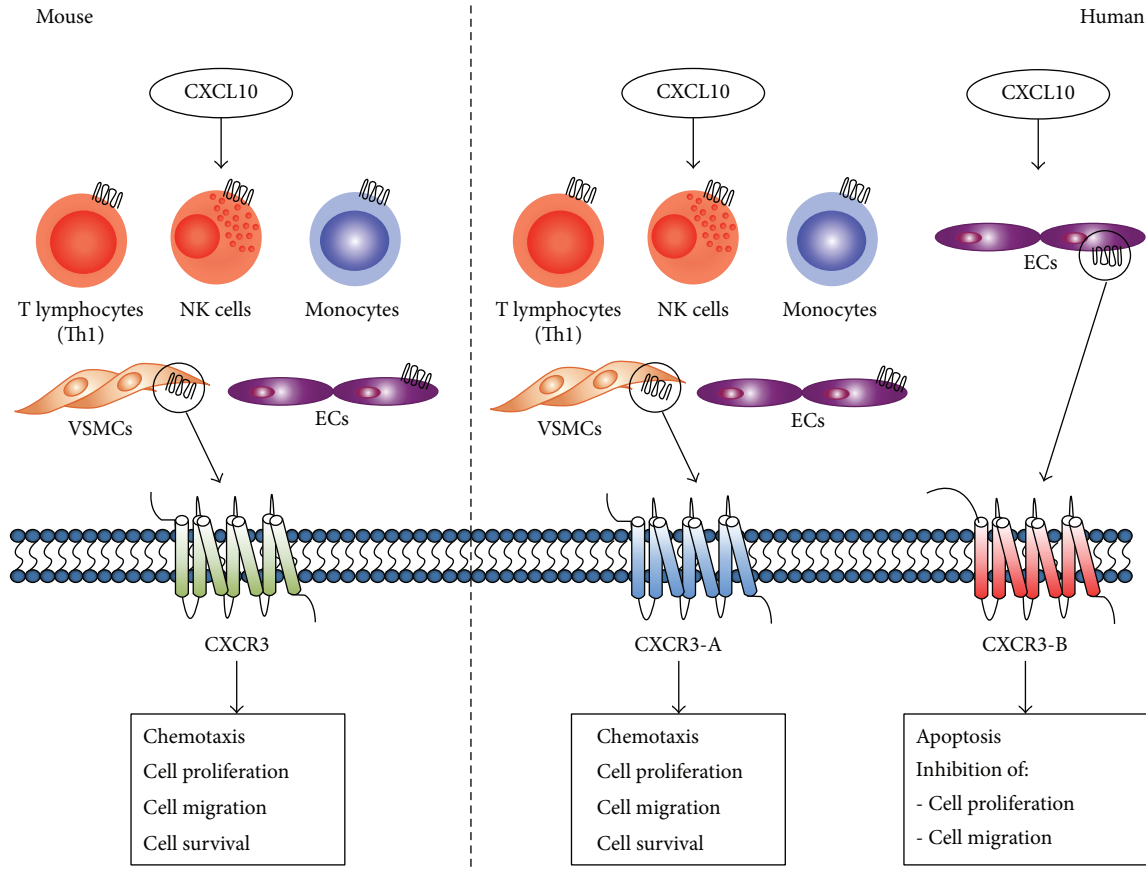 Mouse
Human
CXCL10
CXCL10
CXCL10
T lymphocytes
(Th1)
NK cells
Monocytes
T lymphocytes
(Th1)
NK cells
Monocytes
ECs
VSMCs
ECs
VSMCs
ECs
CXCR3
CXCR3-A
CXCR3-B
Chemotaxis
Cell proliferation
Cell migration
Cell survival
Chemotaxis
Cell proliferation
Cell migration
Cell survival
Apoptosis
Inhibition of:
- Cell proliferation
- Cell migration